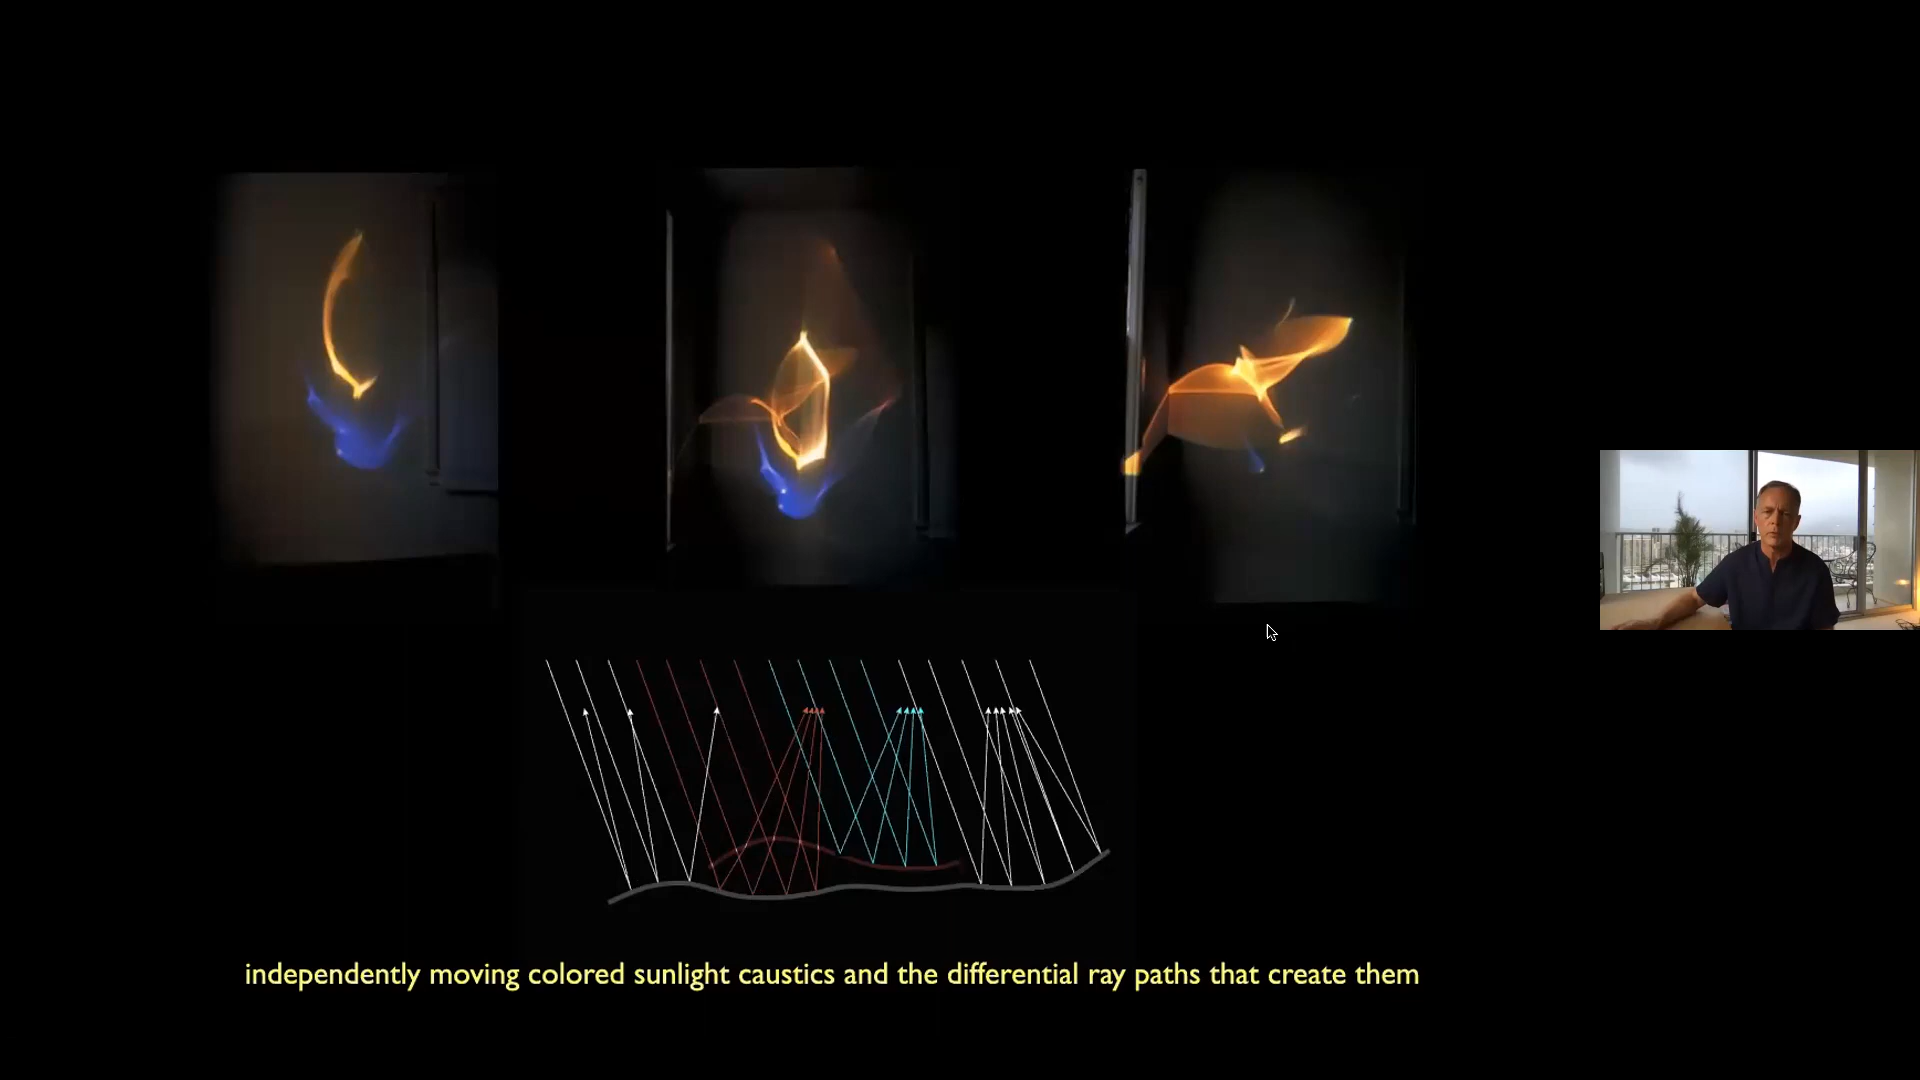 independently moving colored sunlight caustics and the differential ray paths that create them